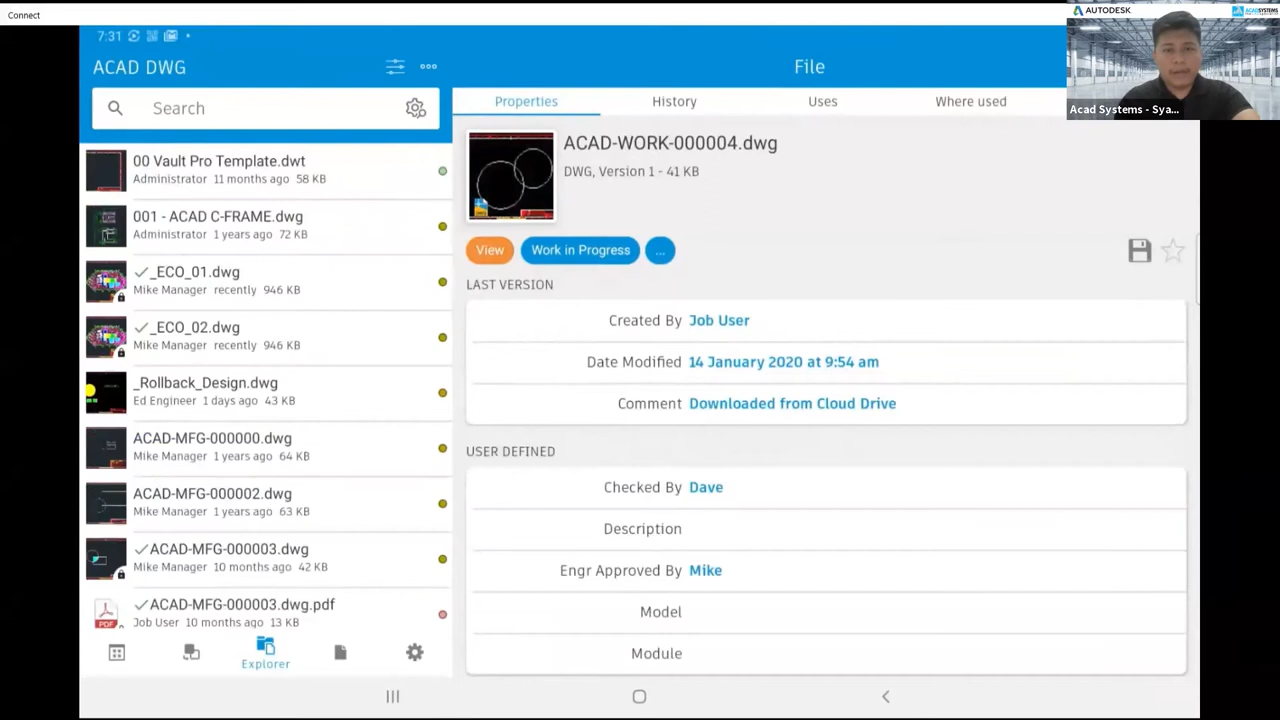 Connect
AUTODESK
ACADSYSTEMS
7:31
ACAD DWG
File
Acad Systems - Sya...
Search
Properties
History
Uses
Where used
ACAD-WORK-000004.dwg
DWG, Version 1 - 41 KB
View
Work in Progress
...
LAST VERSION
Created By Job User
Date Modified 14 January 2020 at 9:54 am
Comment Downloaded from Cloud Drive
USER DEFINED
Checked By Dave
Description
Engr Approved By Mike
Model
Module
00 Vault Pro Template.dwt
Administrator 11 months ago 58 KB
001 - ACAD C-FRAME.dwg
Administrator 1 years ago 72 KB
_ECO_01.dwg
Mike Manager recently 946 KB
_ECO_02.dwg
Mike Manager recently 946 KB
_Rollback_Design.dwg
Ed Engineer 1 days ago 43 KB
ACAD-MFG-000000.dwg
Mike Manager 1 years ago 64 KB
ACAD-MFG-000002.dwg
Mike Manager 1 years ago 63 KB
ACAD-MFG-000003.dwg
Mike Manager 10 months ago 42 KB
ACAD-MFG-000003.dwg.pdf
Job User 10 months ago 13 KB
PDF
Explorer